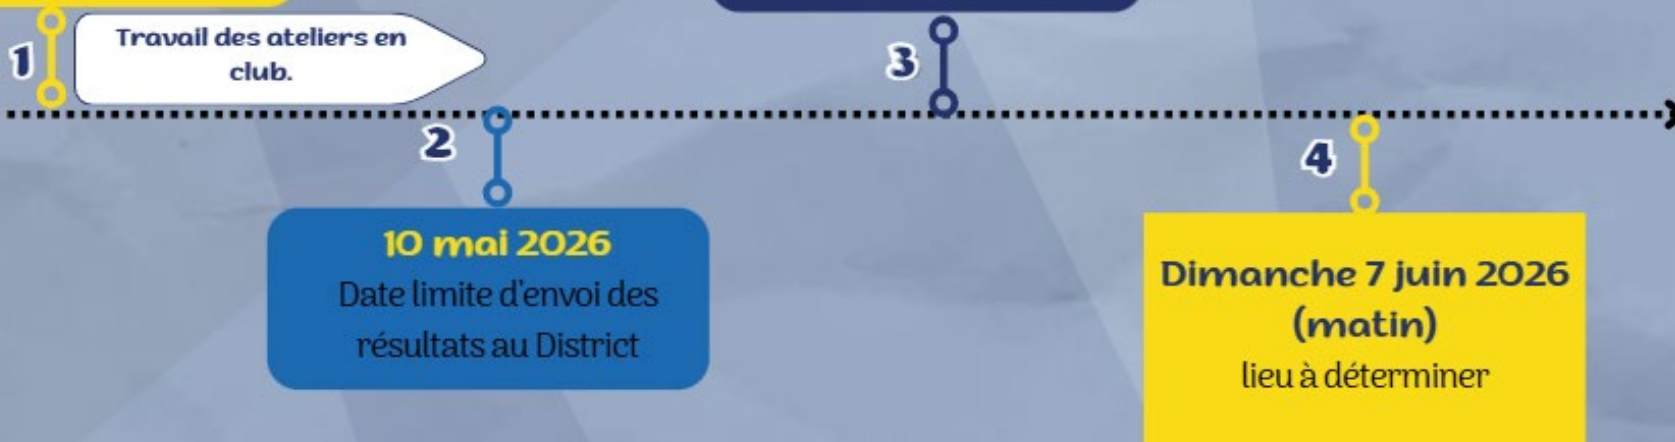 1
Travail des ateliers en
club.
2
10 mai 2026
Date limite d'envoi des
résultats au District
3
4
Dimanche 7 juin 2026
(matin)
lieu à déterminer